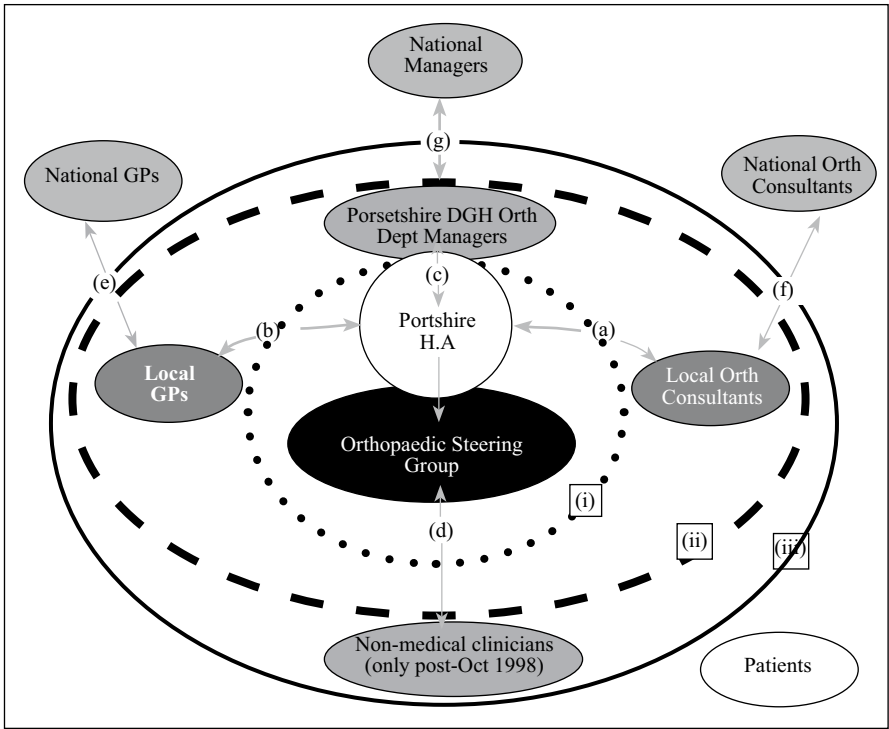 National
Managers
(g)
National GPs
National Orth
Consultants
Porsetshire DGH Orth
Dept Managers
(e)
(c)
(f)
(b)
Portshire
H.A
(a)
Local
GPs
Local Orth
Consultants
Orthopaedic Steering
Group
(i)
(d)
(ii)
(iii)
Non-medical clinicians
(only post-Oct 1998)
Patients